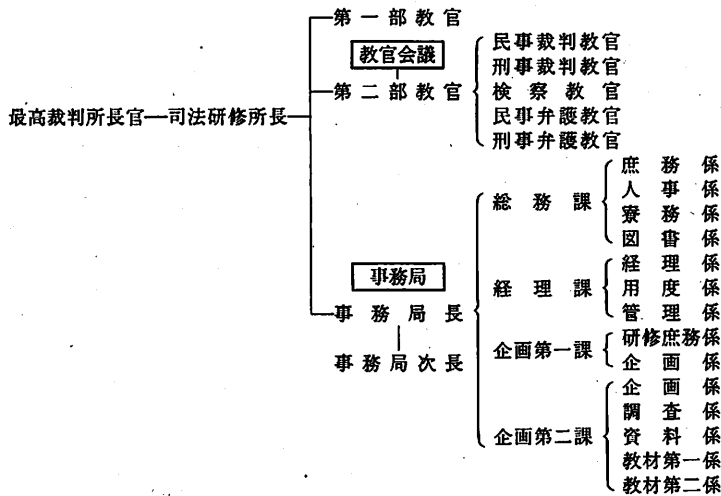 第一部教官
教官会議
第二部教官
民事裁判教官
刑事裁判教官
検察教官
民事弁護教官
刑事弁護教官
最高裁判所長官
司法研修所長
事務局
事務局長
事務局次長
総務課
庶務係
人事係
寮務係
図書係
経理課
経理係
用度係
管理係
企画第一課
研修庶務係
企画係
企画第二課
企画係
調査係
資料係
教材第一係
教材第二係